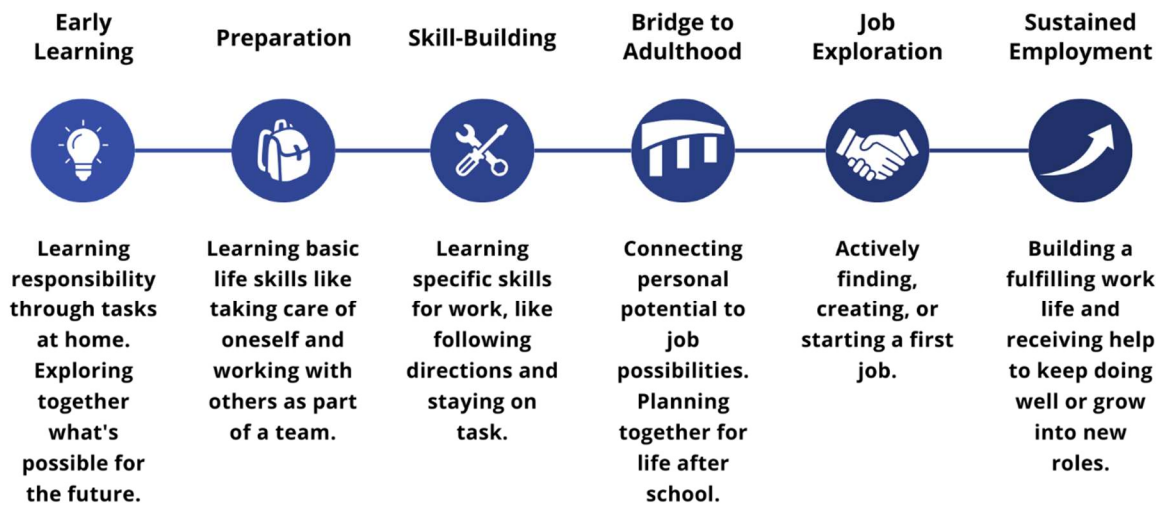 Early
Learning
Preparation
Skill-Building
Bridge to
Adulthood
Job
Exploration
Sustained
Employment
Learning
responsibility
through tasks
at home.
Exploring
together
what's
possible for
the future.
Learning basic
life skills like
taking care of
oneself and
working with
others as part
of a team.
Learning
specific skills
for work, like
following
directions and
staying on
task.
Connecting
personal
potential to
job
possibilities.
Planning
together for
life after
school.
Actively
finding,
creating, or
starting a first
job.
Building a
fulfilling work
life and
receiving help
to keep doing
well or grow
into new
roles.